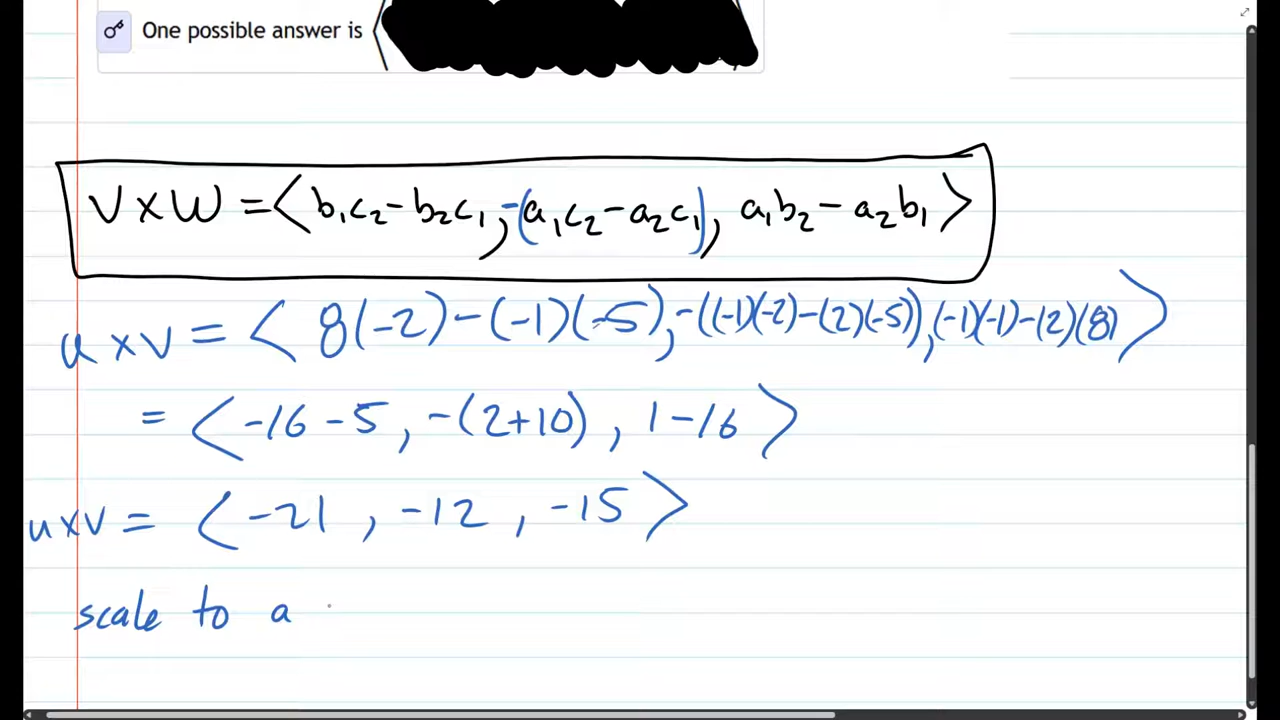 One possible answer is ⟨
V×W = ⟨ b₁c₂ - b₂c₁, -(a₁c₂ - a₂c₁), a₁b₂ - a₂b₁ ⟩
u×v = ⟨ 8(-2) - (-1)(-5), -((-1)(-2) - (2)(-5)), (-1)(-1) - (2)(8) ⟩
= ⟨ -16 - 5, -(2+10), 1 - 16 ⟩
u×v = ⟨ -21, -12, -15 ⟩
scale to a